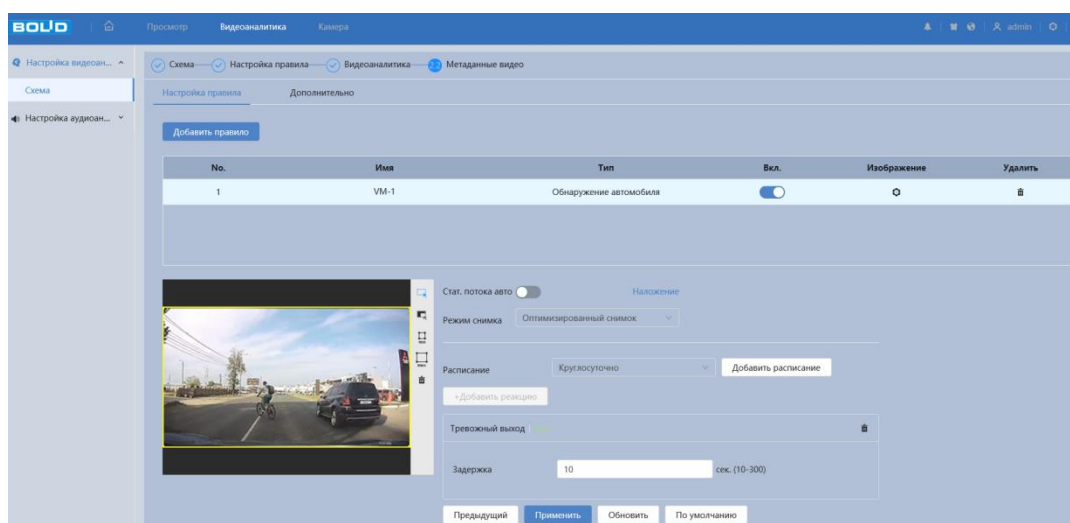 BOLID Просмотр Видеоаналитика Камера admin
Настройка видеоан... Схема Настройка правила Видеоаналитика 2.2 Метаданные видео
Схема Настройка правила Дополнительно
Настройка аудиоан...
Добавить правило
No. Имя Тип Вкл. Изображение Удалить
1 VM-1 Обнаружение автомобиля
Стат. потока авто Наложение
Режим снимка Оптимизированный снимок
Расписание Круглосуточно Добавить расписание
+Добавить реакцию
Тревожный выход
Задержка 10 сек. (10-300)
Предыдущий Применить Обновить По умолчанию